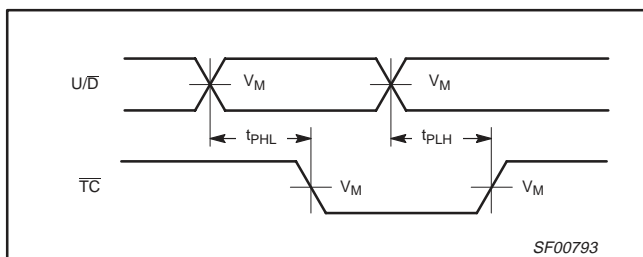 U/D̅ V_M V_M
t_PHL t_PLH
T̅C̅ V_M V_M
SF00793